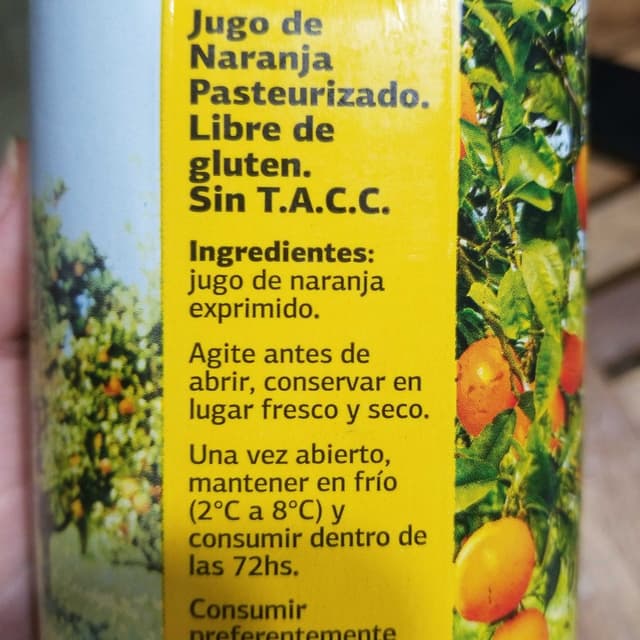 Jugo de
Naranja
Pasteurizado.
Libre de
gluten.
Sin T.A.C.C.
Ingredientes:
jugo de naranja
exprimido.
Agite antes de
abrir, conservar en
lugar fresco y seco.
Una vez abierto,
mantener en frío
(2°C a 8°C) y
consumir dentro de
las 72hs.
Consumir
preferentemente